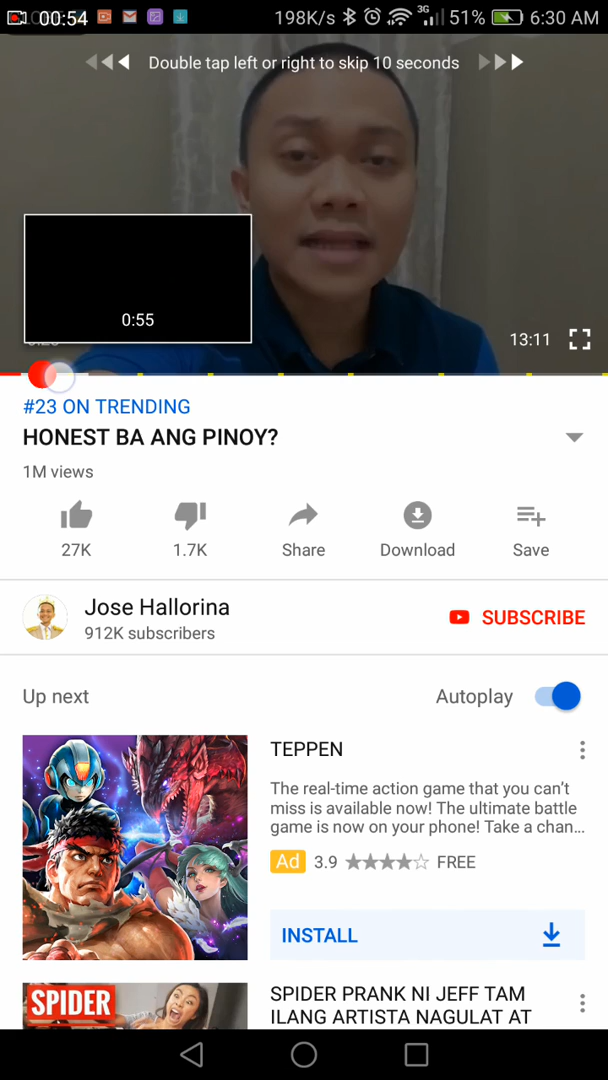 00:54
198K/s 3G 51% 6:30 AM
Double tap left or right to skip 10 seconds
0:55
13:11
#23 ON TRENDING
HONEST BA ANG PINOY?
1M views
27K 1.7K Share Download Save
Jose Hallorina
912K subscribers
SUBSCRIBE
Up next Autoplay
TEPPEN
The real-time action game that you can't
miss is available now! The ultimate battle
game is now on your phone! Take a chan...
Ad 3.9 FREE
INSTALL
SPIDER
SPIDER PRANK NI JEFF TAM
ILANG ARTISTA NAGULAT AT